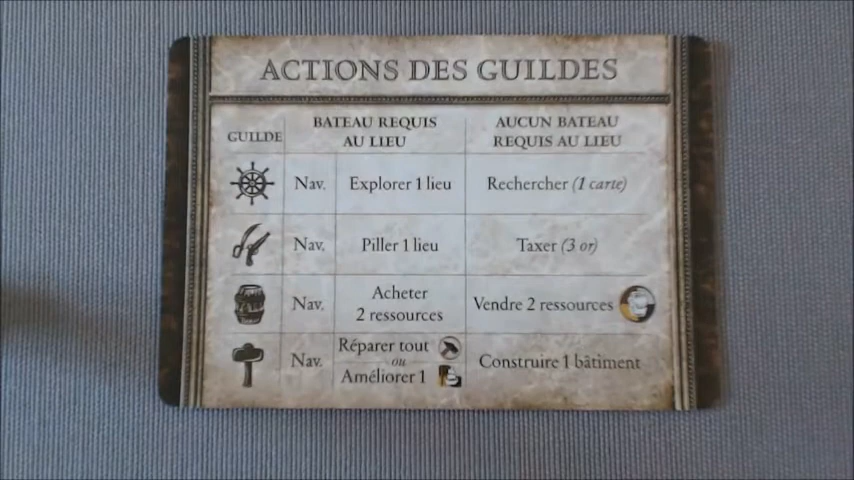 ACTIONS DES GUILDES
GUILDE
BATEAU REQUIS
AU LIEU
AUCUN BATEAU
REQUIS AU LIEU
Nav. Explorer 1 lieu Rechercher (1 carte)
Nav. Piller 1 lieu Taxer (3 or)
Nav. Acheter
2 ressources
Vendre 2 ressources
Nav. Réparer tout
ou
Améliorer 1
Construire 1 bâtiment